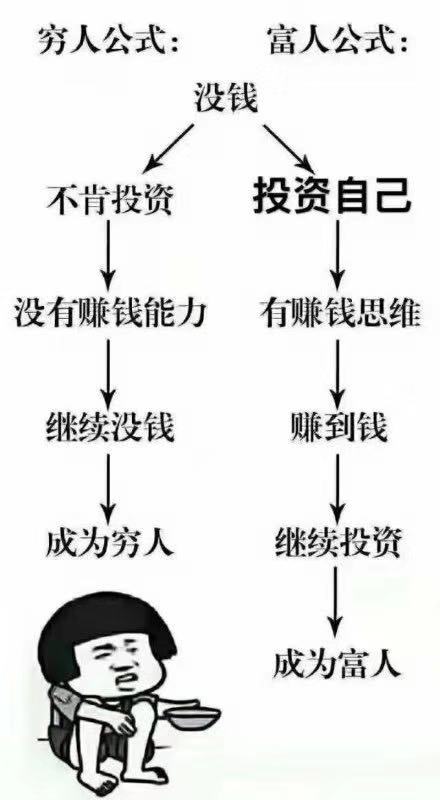 穷人公式：
富人公式：
没钱
不肯投资
投资自己
没有赚钱能力
有赚钱思维
继续没钱
赚到钱
成为穷人
继续投资
成为富人